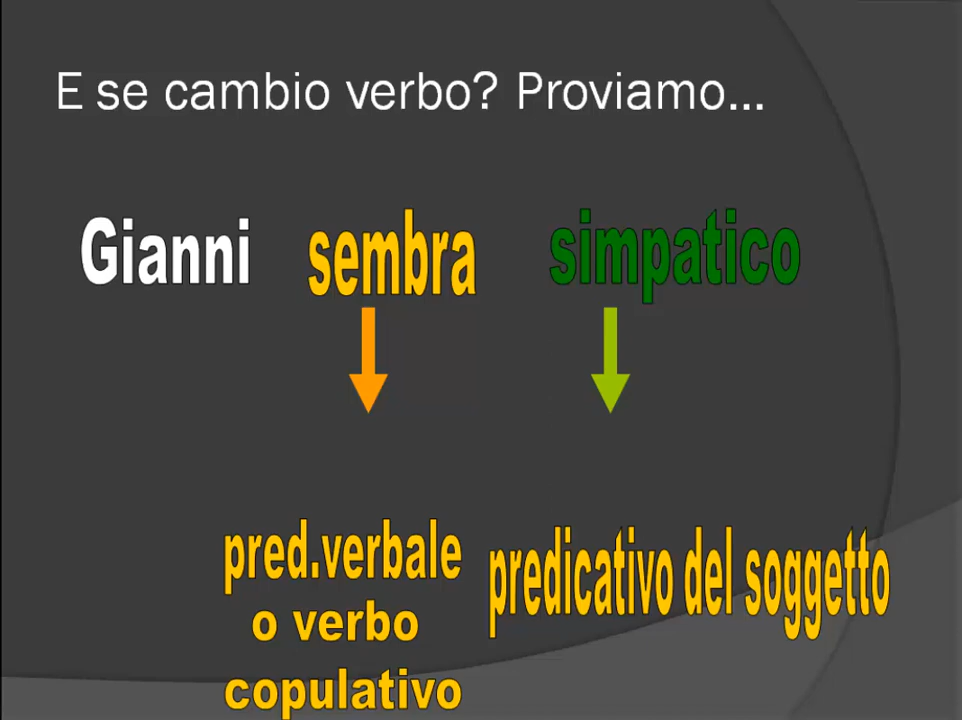 E se cambio verbo? Proviamo...
Gianni sembra simpatico
pred.verbale
o verbo
copulativo
predicativo del soggetto